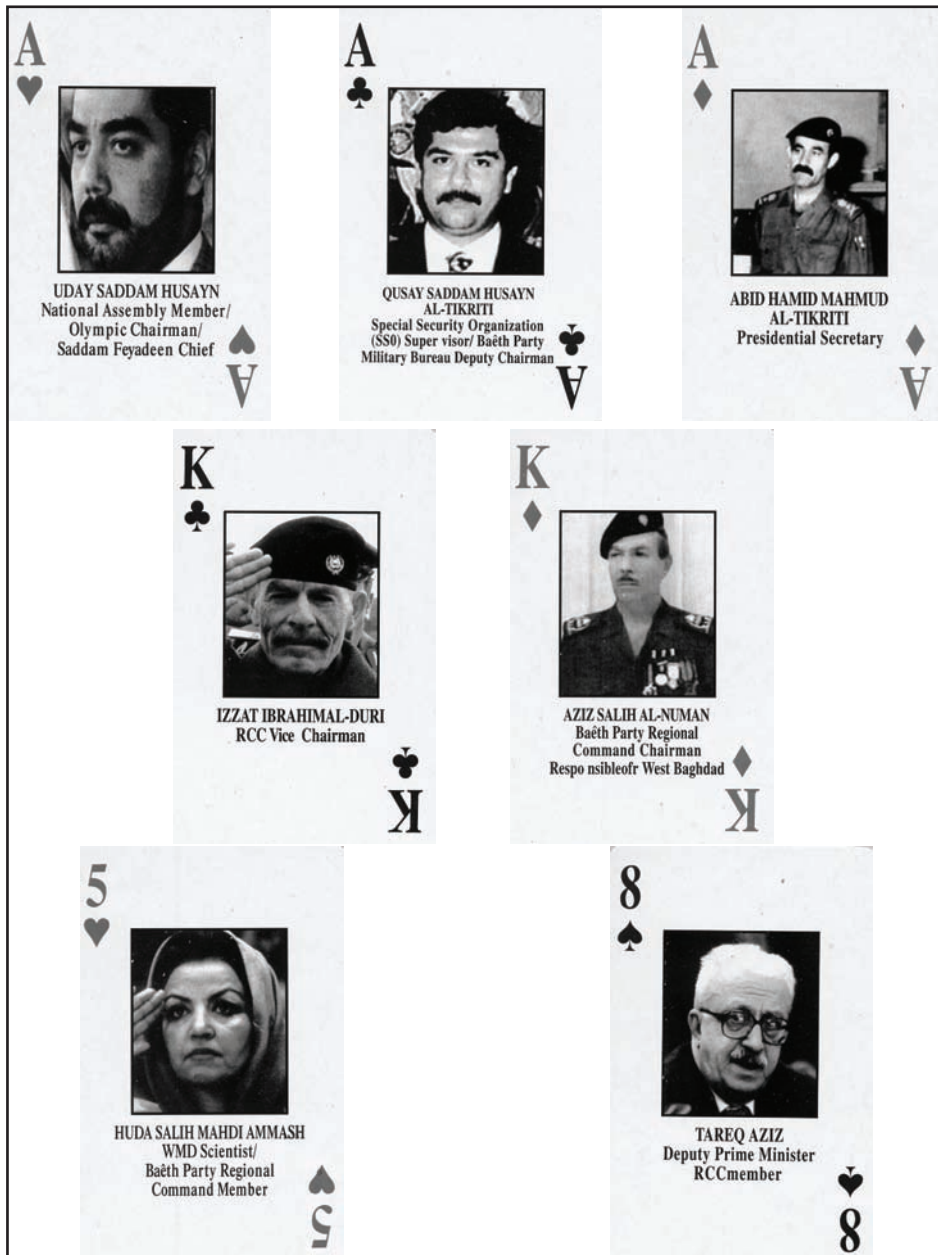 A
UDAY SADDAM HUSAYN
National Assembly Member/
Olympic Chairman/
Saddam Feyadeen Chief
A
A
QUSAY SADDAM HUSAYN
AL-TIKRITI
Special Security Organization
(SS0) Super visor/ Baêth Party
Military Bureau Deputy Chairman
A
A
ABID HAMID MAHMUD
AL-TIKRITI
Presidential Secretary
A
K
IZZAT IBRAHIMAL-DURI
RCC Vice Chairman
K
K
AZIZ SALIH AL-NUMAN
Baêth Party Regional
Command Chairman
Respo nsibleofr West Baghdad
K
5
HUDA SALIH MAHDI AMMASH
WMD Scientist/
Baêth Party Regional
Command Member
5
8
TAREQ AZIZ
Deputy Prime Minister
RCCmember
8